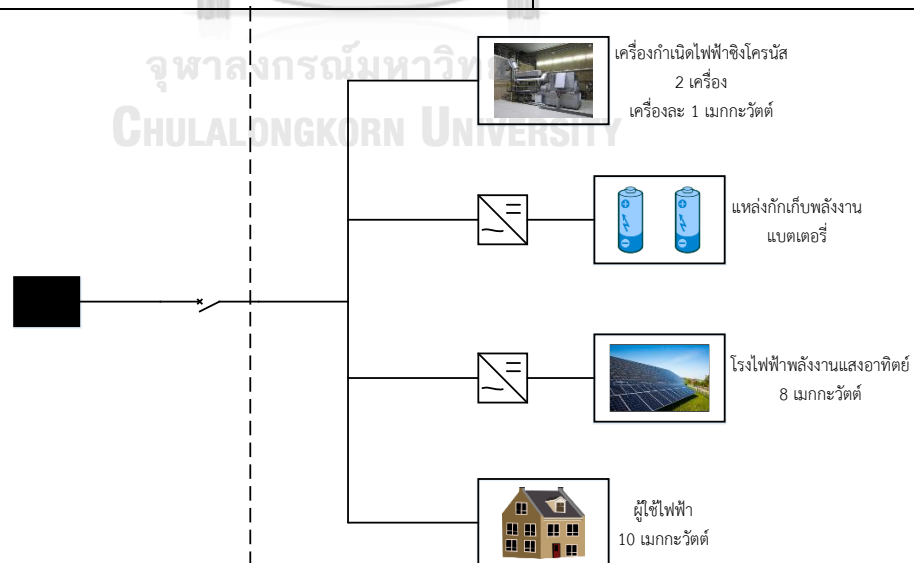 เครื่องกำเนิดไฟฟ้าซิงโครนัส
2 เครื่อง
เครื่องละ 1 เมกกะวัตต์
จุฬาลงกรณ์มหาวิทย
CHULALONGKORN UNIVERSITY
แหล่งกักเก็บพลังงาน
แบตเตอรี่
โรงไฟฟ้าพลังงานแสงอาทิตย์
8 เมกกะวัตต์
ผู้ใช้ไฟฟ้า
10 เมกกะวัตต์